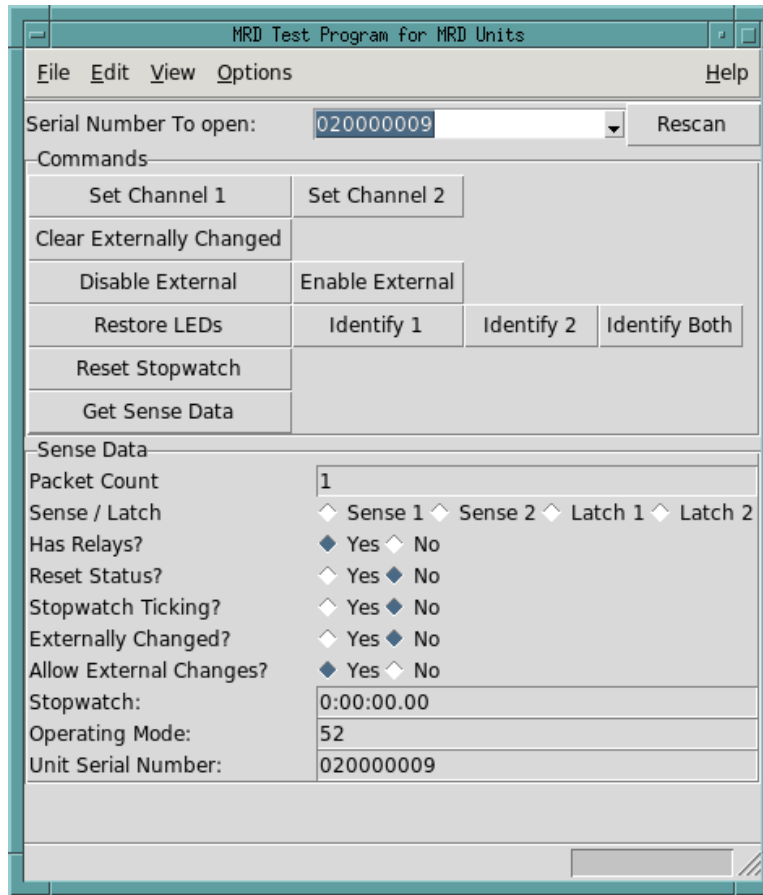 MRD Test Program for MRD Units
File Edit View Options Help
Serial Number To open: 020000009 Rescan
Commands
Set Channel 1 Set Channel 2
Clear Externally Changed
Disable External Enable External
Restore LEDs Identify 1 Identify 2 Identify Both
Reset Stopwatch
Get Sense Data
Sense Data
Packet Count 1
Sense / Latch Sense 1 Sense 2 Latch 1 Latch 2
Has Relays? Yes No
Reset Status? Yes No
Stopwatch Ticking? Yes No
Externally Changed? Yes No
Allow External Changes? Yes No
Stopwatch: 0:00:00.00
Operating Mode: 52
Unit Serial Number: 020000009